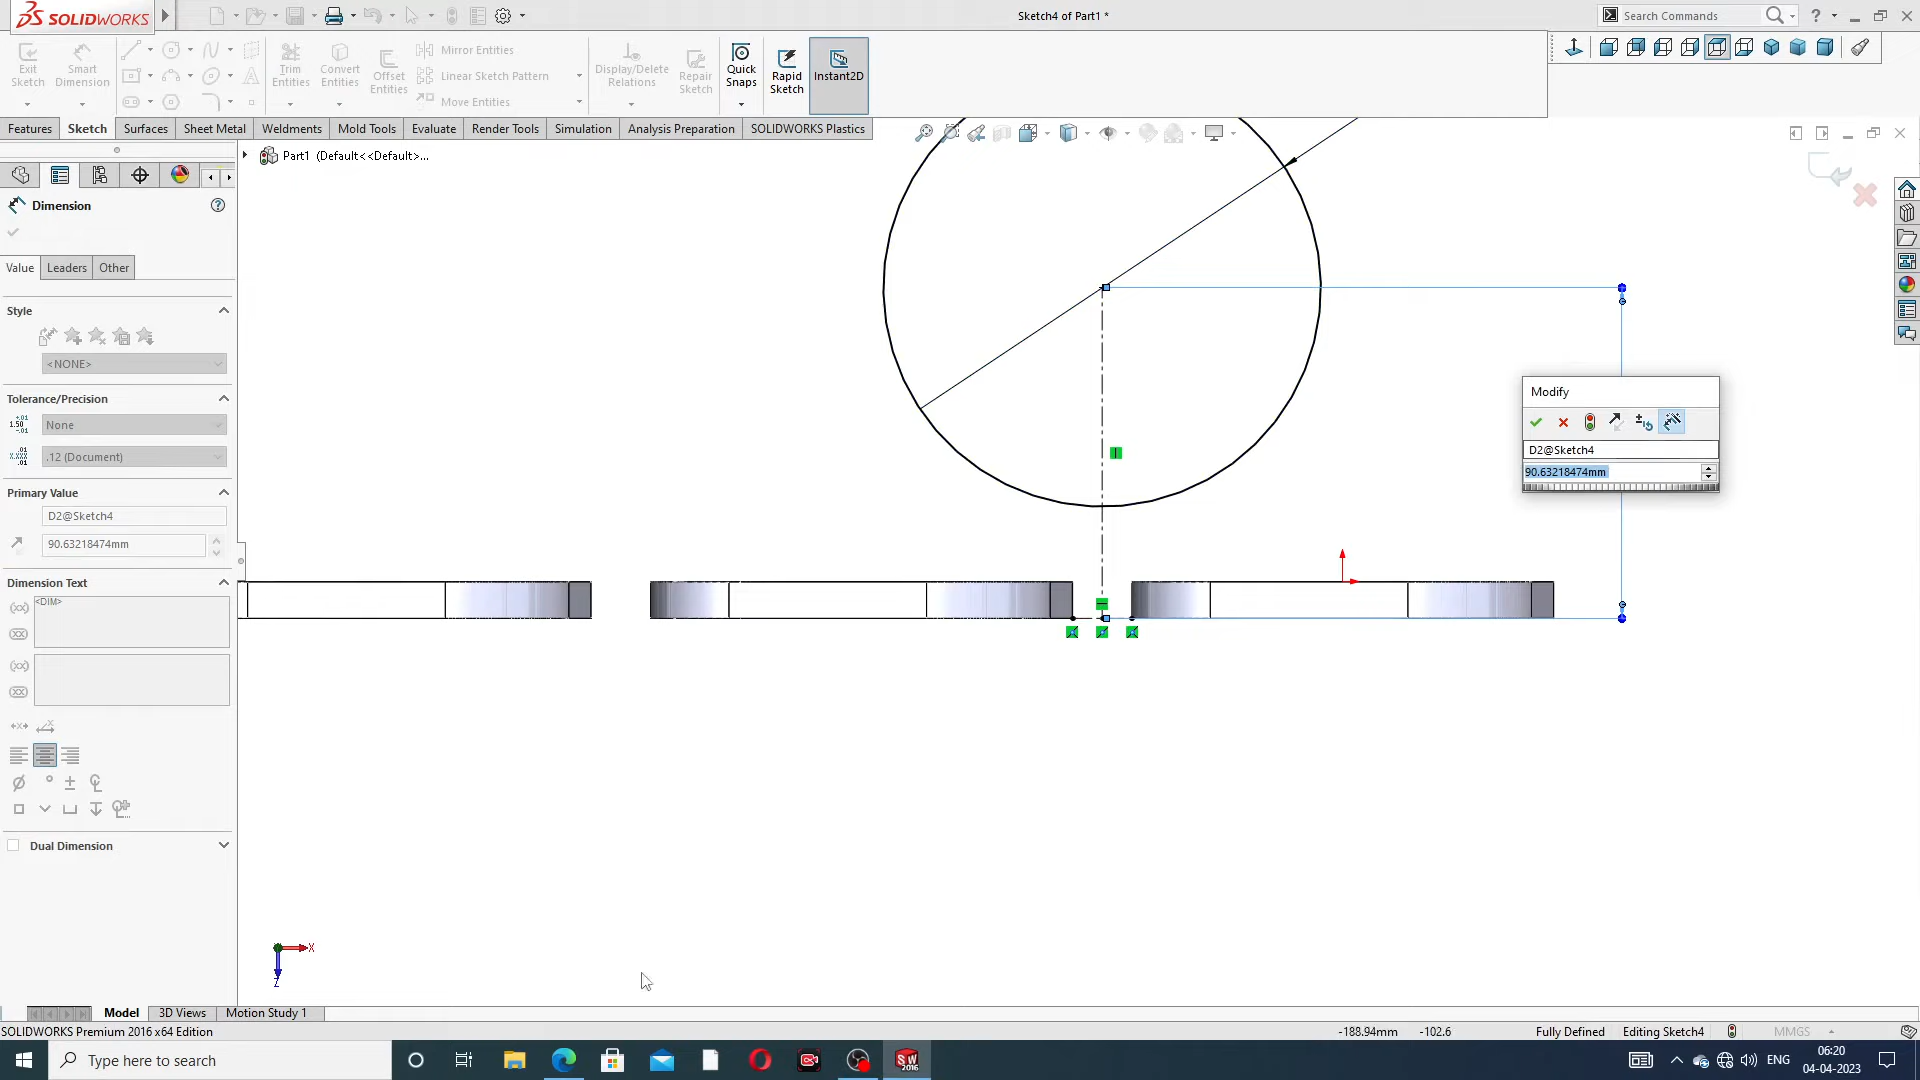 SOLIDWORKS
Sketch4 of Part1 *
Search Commands
Exit Sketch
Smart Dimension
Trim Entities
Convert Entities
Offset Entities
Mirror Entities
Linear Sketch Pattern
Move Entities
Display/Delete Relations
Repair Sketch
Quick Snaps
Rapid Sketch
Instant2D
Features
Sketch
Surfaces
Sheet Metal
Weldments
Mold Tools
Evaluate
Render Tools
Simulation
Analysis Preparation
SOLIDWORKS Plastics
Part1 (Default<<Default>...
Dimension
Value
Leaders
Other
Style
<NONE>
Tolerance/Precision
None
.12 (Document)
Primary Value
D2@Sketch4
90.63218474mm
Dimension Text
<DIM>
Dual Dimension
Modify
D2@Sketch4
90.63218474mm
X
Z
Model
3D Views
Motion Study 1
SOLIDWORKS Premium 2016 x64 Edition
-188.94mm
-102.6
Fully Defined
Editing Sketch4
MMGS
Type here to search
ENG
06:20
04-04-2023